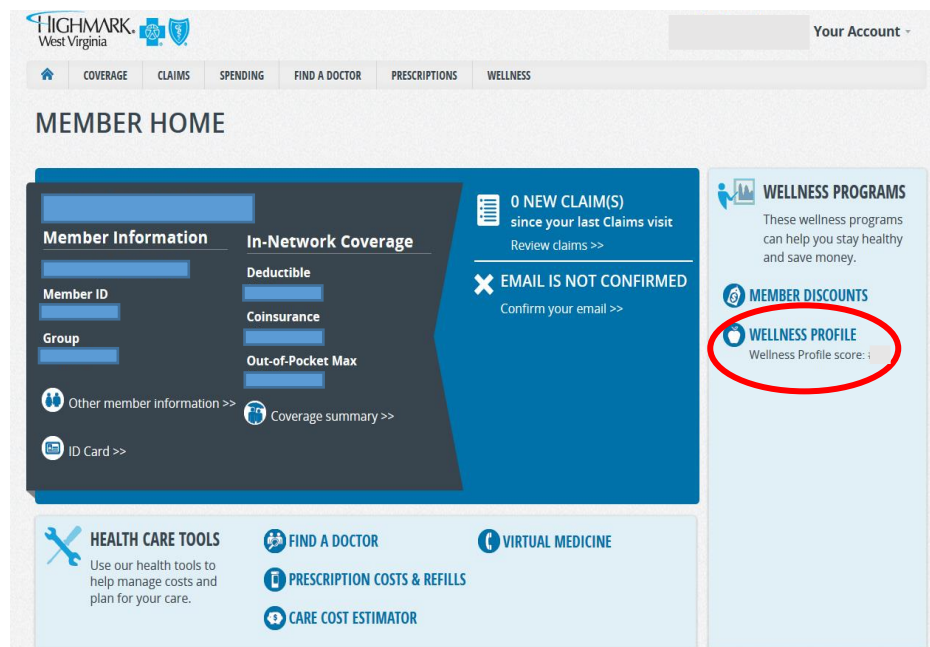 HIGHMARK.
West Virginia
Your Account
COVERAGE CLAIMS SPENDING FIND A DOCTOR PRESCRIPTIONS WELLNESS
MEMBER HOME
Member Information
Member ID
Group
Other member information >>
ID Card >>
In-Network Coverage
Deductible
Coinsurance
Out-of-Pocket Max
Coverage summary >>
0 NEW CLAIM(S)
since your last Claims visit
Review claims >>
EMAIL IS NOT CONFIRMED
Confirm your email >>
WELLNESS PROGRAMS
These wellness programs
can help you stay healthy
and save money.
MEMBER DISCOUNTS
WELLNESS PROFILE
Wellness Profile score:
HEALTH CARE TOOLS
Use our health tools to
help manage costs and
plan for your care.
FIND A DOCTOR
PRESCRIPTION COSTS & REFILLS
CARE COST ESTIMATOR
VIRTUAL MEDICINE